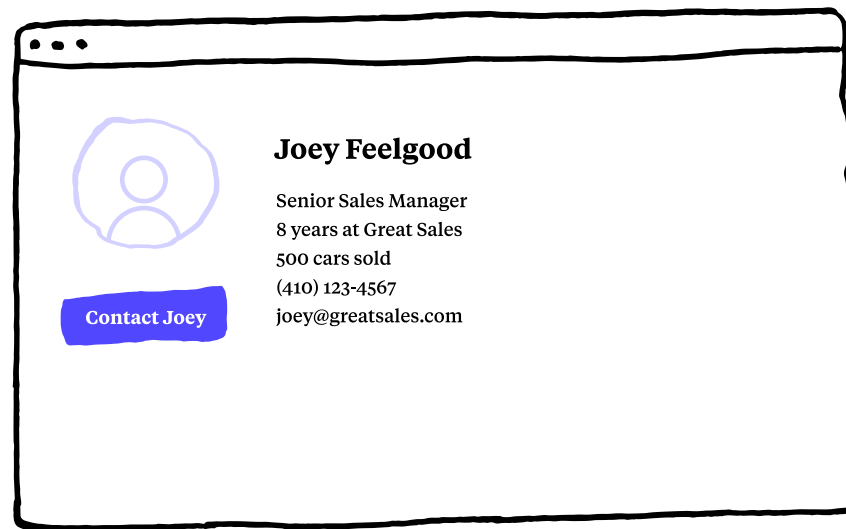 Joey Feelgood
Senior Sales Manager
8 years at Great Sales
500 cars sold
(410) 123-4567
joey@greatsales.com
Contact Joey